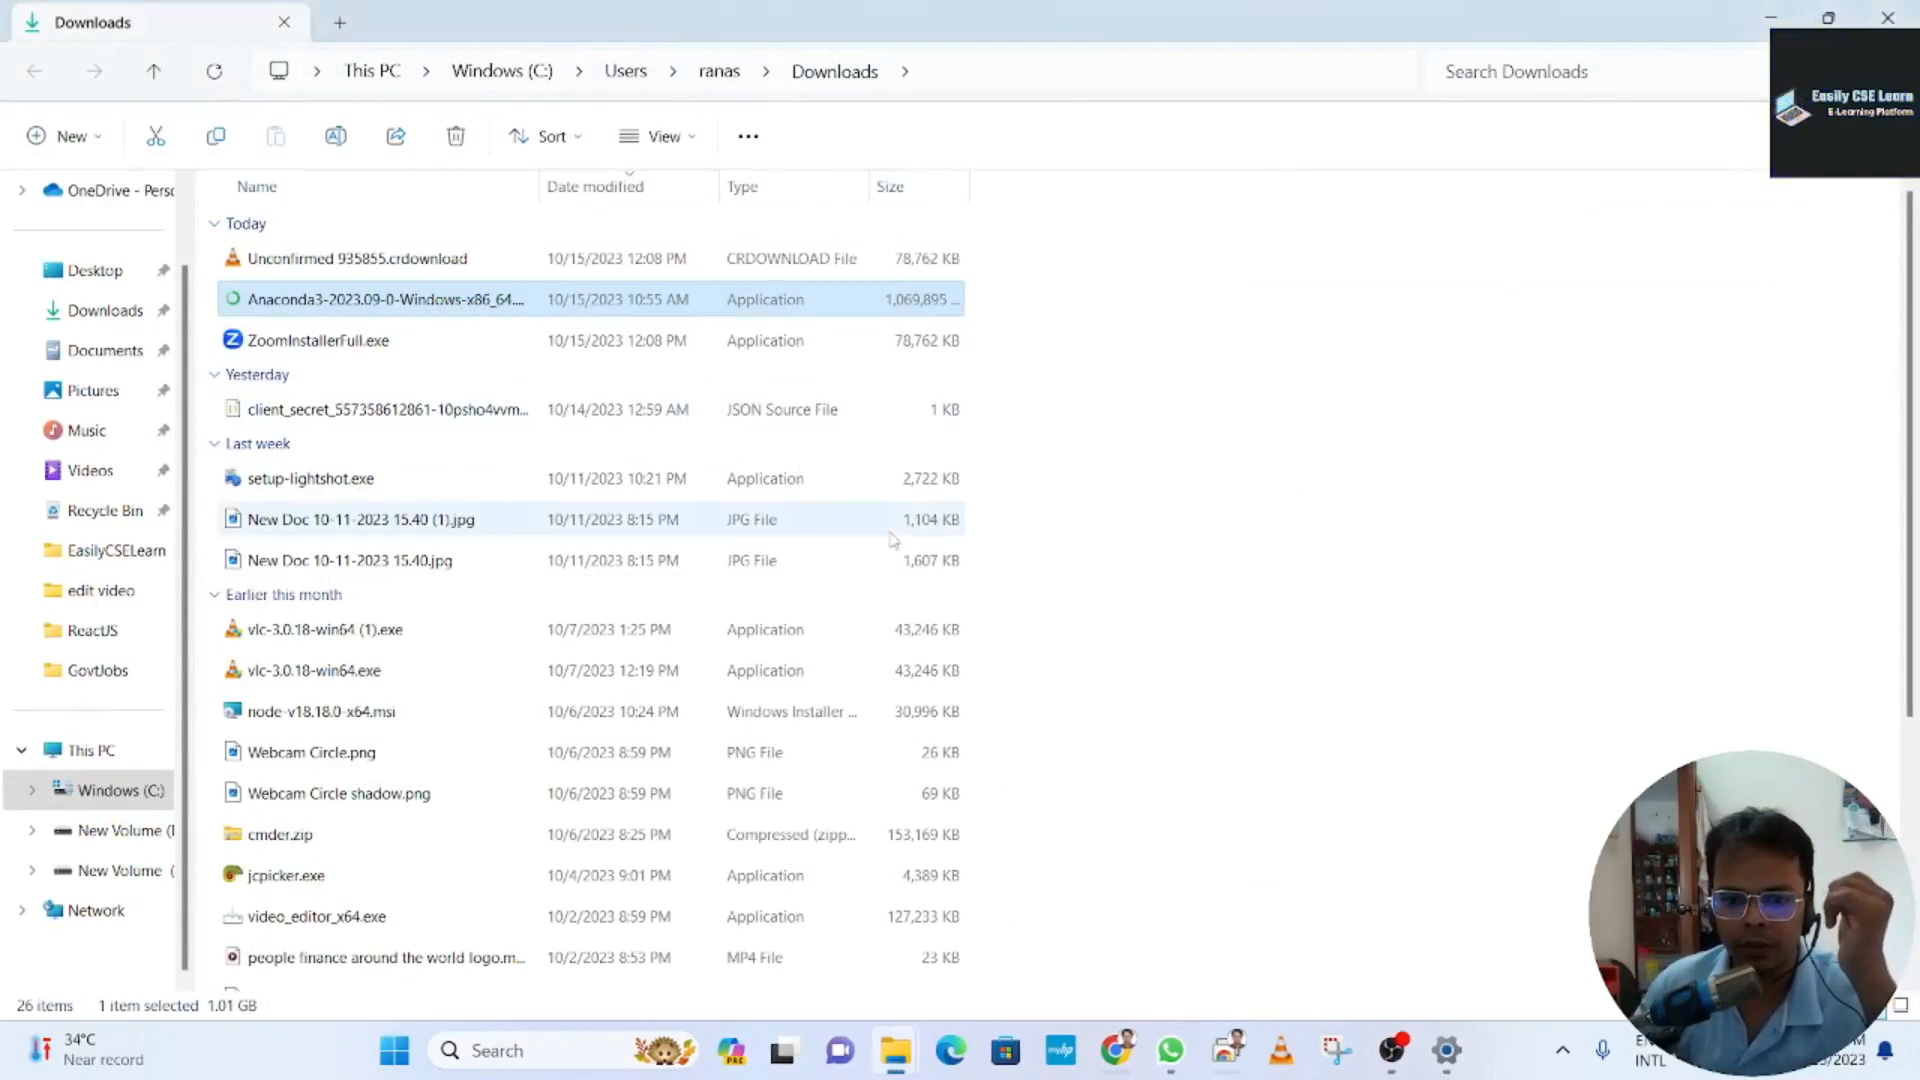 Downloads
This PC > Windows (C:) > Users > ranas > Downloads >
Search Downloads
Easily CSE Learn
E-Learning Platform
New
Sort
View
OneDrive - Perso
Desktop
Downloads
Documents
Pictures
Music
Videos
Recycle Bin
EasilyCSELearn
edit video
ReactJS
GovtJobs
This PC
Windows (C:)
New Volume (
New Volume (
Network
Name Date modified Type Size
Today
Unconfirmed 935855.crdownload 10/15/2023 12:08 PM CRDOWNLOAD File 78,762 KB
Anaconda3-2023.09-0-Windows-x86_64.... 10/15/2023 10:55 AM Application 1,069,895 ...
ZoomInstallerFull.exe 10/15/2023 12:08 PM Application 78,762 KB
Yesterday
client_secret_557358612861-10psho4vvm... 10/14/2023 12:59 AM JSON Source File 1 KB
Last week
setup-lightshot.exe 10/11/2023 10:21 PM Application 2,722 KB
New Doc 10-11-2023 15.40 (1).jpg 10/11/2023 8:15 PM JPG File 1,104 KB
New Doc 10-11-2023 15.40.jpg 10/11/2023 8:15 PM JPG File 1,607 KB
Earlier this month
vlc-3.0.18-win64 (1).exe 10/7/2023 1:25 PM Application 43,246 KB
vlc-3.0.18-win64.exe 10/7/2023 12:19 PM Application 43,246 KB
node-v18.18.0-x64.msi 10/6/2023 10:24 PM Windows Installer ... 30,996 KB
Webcam Circle.png 10/6/2023 8:59 PM PNG File 26 KB
Webcam Circle shadow.png 10/6/2023 8:59 PM PNG File 69 KB
cmder.zip 10/6/2023 8:25 PM Compressed (zipp... 153,169 KB
jcpicker.exe 10/4/2023 9:01 PM Application 4,389 KB
video_editor_x64.exe 10/2/2023 8:59 PM Application 127,233 KB
people finance around the world logo.m... 10/2/2023 8:53 PM MP4 File 23 KB
26 items 1 item selected 1.01 GB
34°C
Near record
Search
PRE
myhp
INTL
/2023